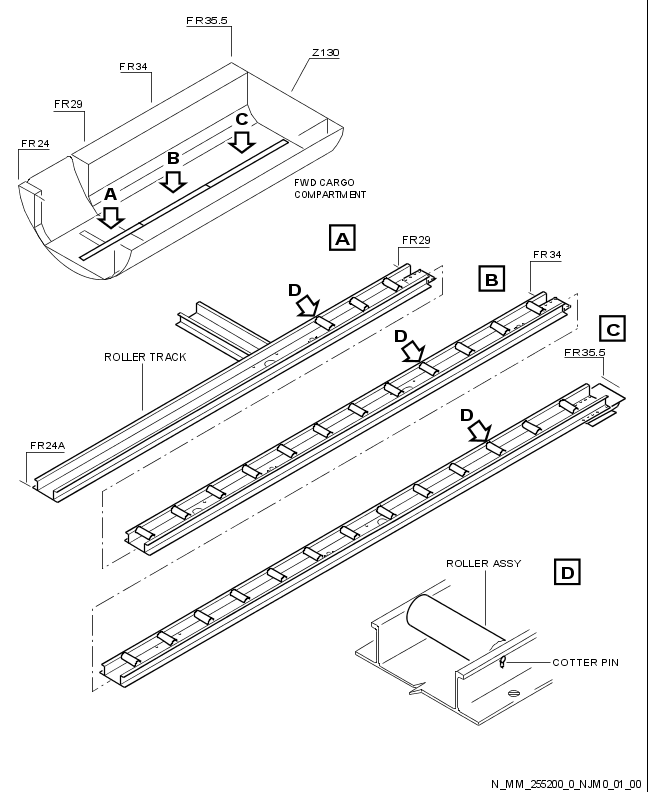 FR35.5
Z130
FR34
FR29
C
FR24
B
A
FWD CARGO
COMPARTMENT
A
FR29
B
FR34
D
C
D
FR35.5
ROLLER TRACK
D
FR24A
ROLLER ASSY
D
COTTER PIN
N_MM_255200_0_NJM0_01_00